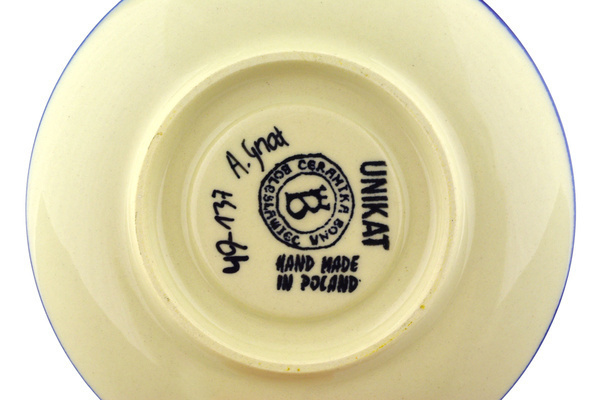 A. Gnat
49-137
CERAMIKA BONA BOLESŁAWIEC
B
UNIKAT
HAND MADE
IN POLAND